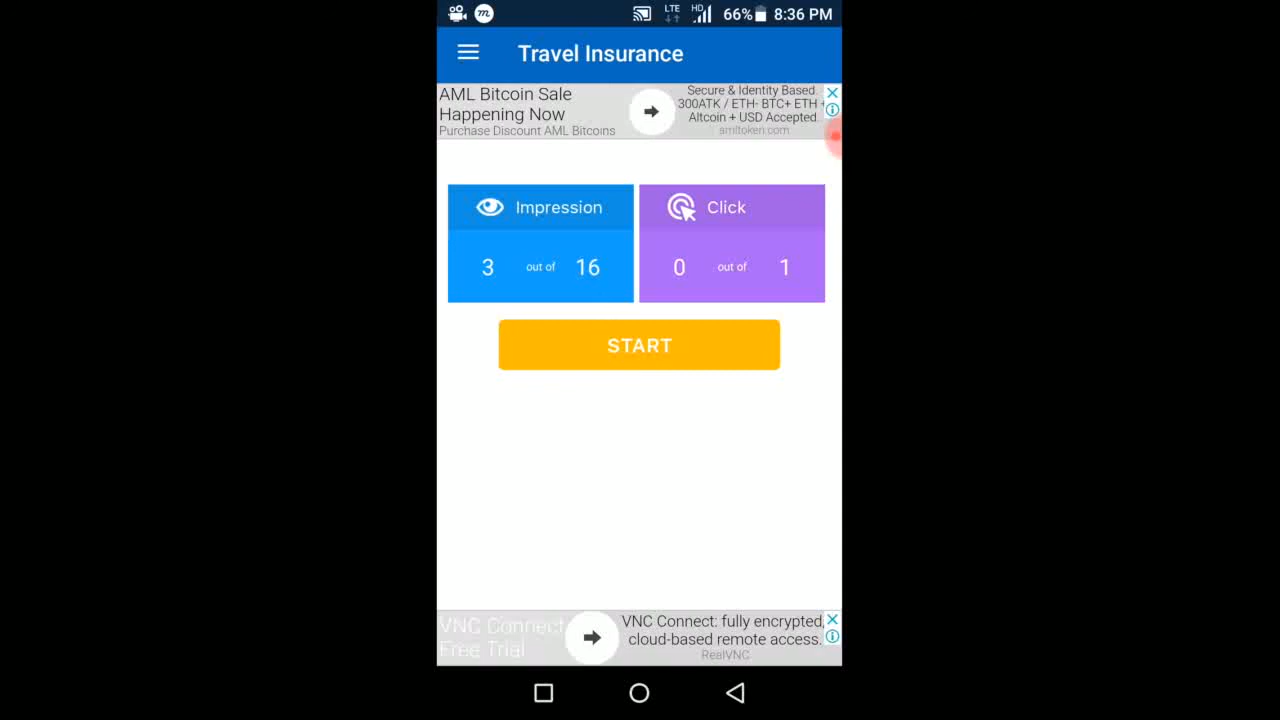 LTE HD 66% 8:36 PM
Travel Insurance
AML Bitcoin Sale
Happening Now
Purchase Discount AML Bitcoins
Secure & Identity Based.
300ATK / ETH- BTC+ ETH +
Altcoin + USD Accepted
amltoken.com
Impression
3 out of 16
Click
0 out of 1
START
VNC Connect
Free Trial
VNC Connect: fully encrypted,
cloud-based remote access.
RealVNC